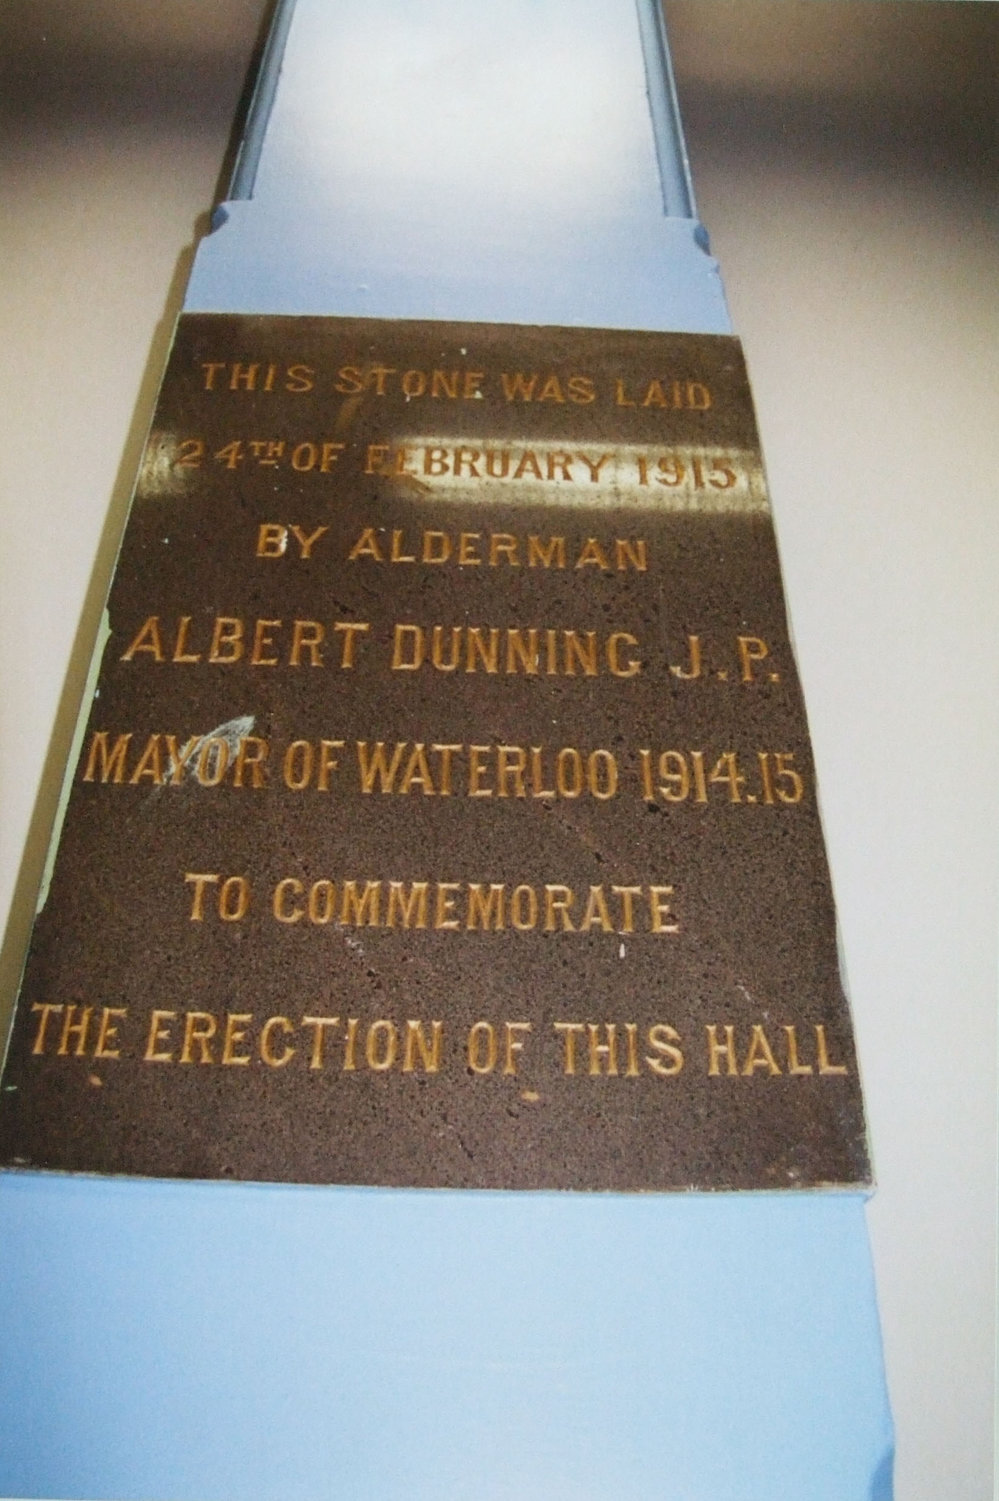 THIS STONE WAS LAID
24TH OF FEBRUARY 1915
BY ALDERMAN
ALBERT DUNNING J.P.
MAYOR OF WATERLOO 1914.15
TO COMMEMORATE
THE ERECTION OF THIS HALL